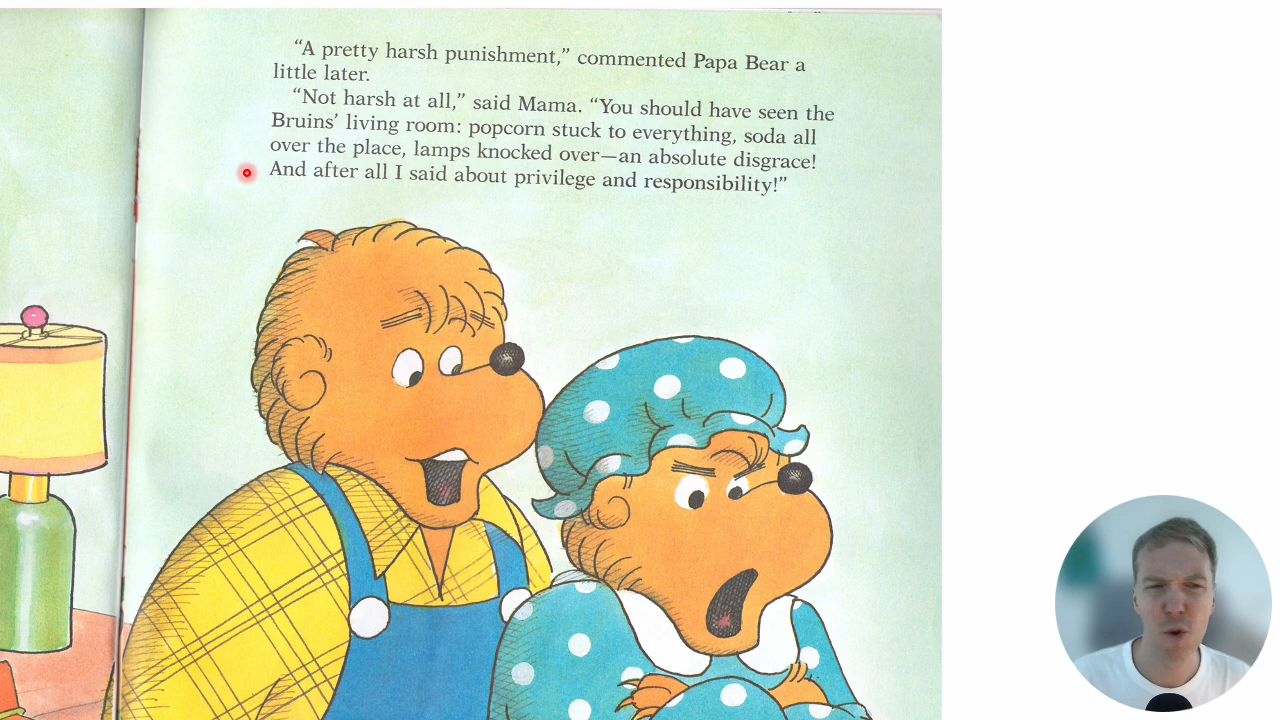 “A pretty harsh punishment,” commented Papa Bear a
little later.
“Not harsh at all,” said Mama. “You should have seen the
Bruins’ living room: popcorn stuck to everything, soda all
over the place, lamps knocked over—an absolute disgrace!
And after all I said about privilege and responsibility!”